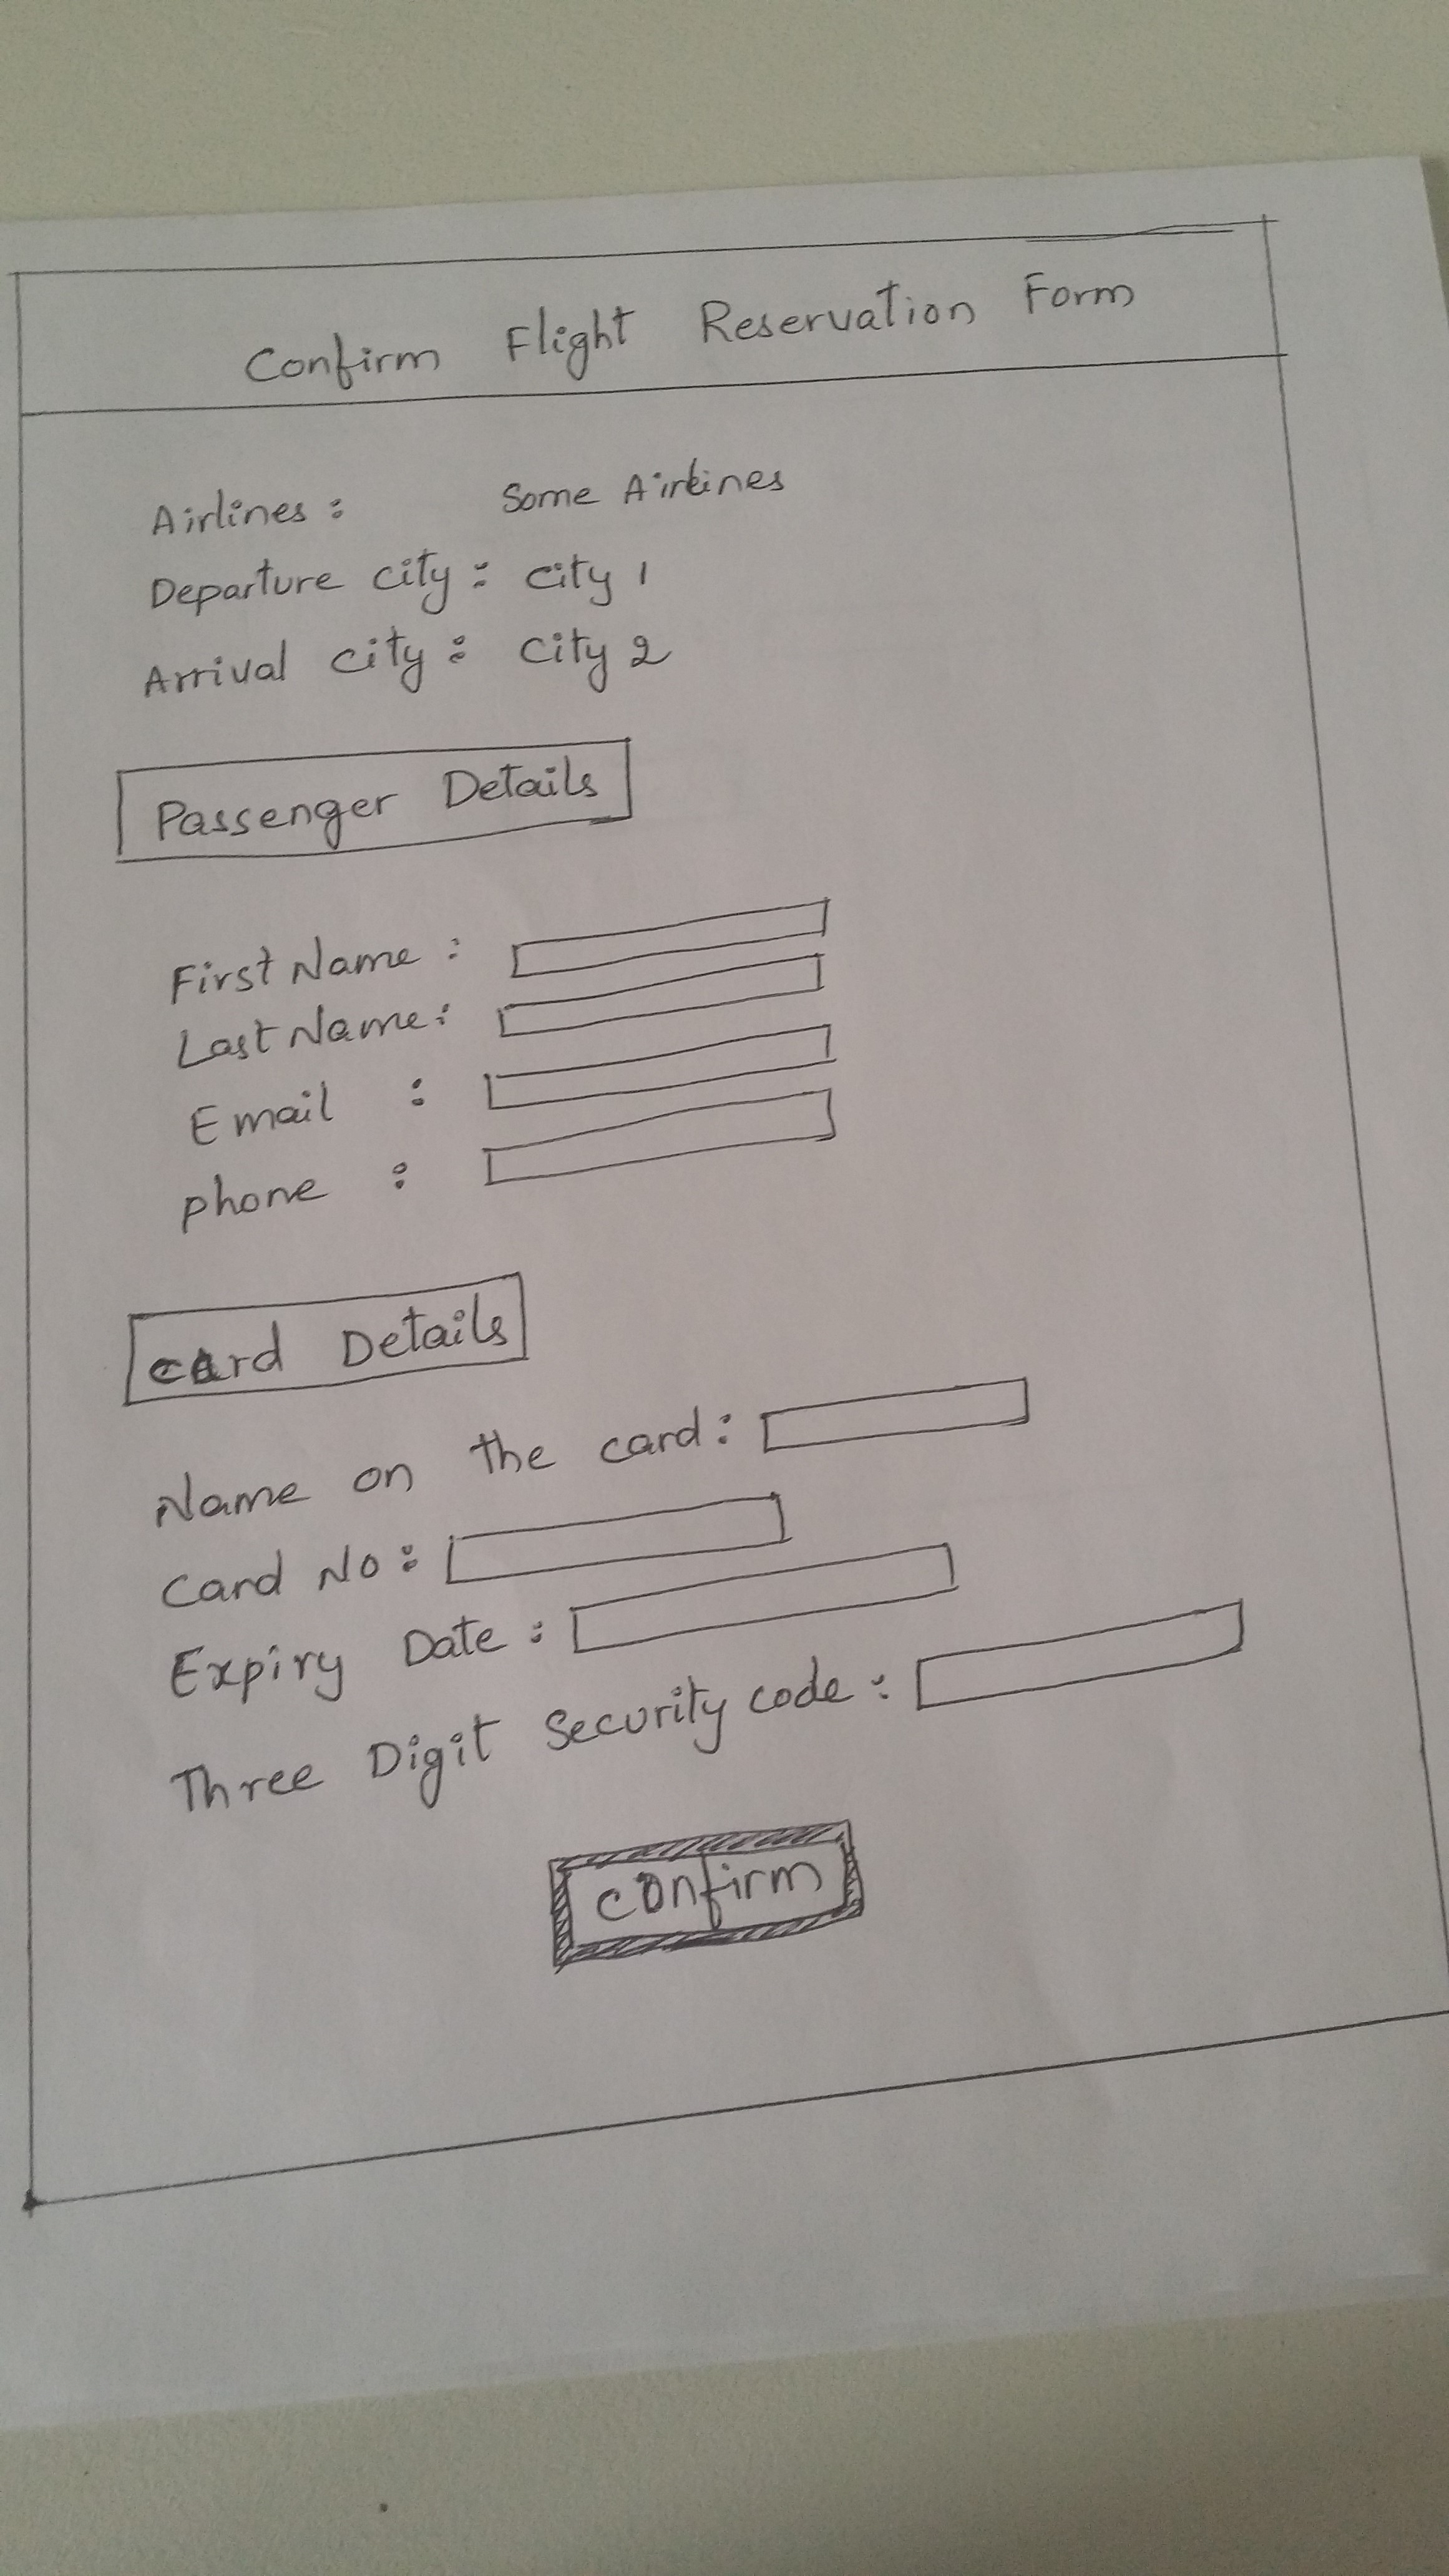 Confirm Flight Reservation Form
Airlines : Some Airlines
Departure city : city 1
Arrival city : city 2
Passenger Details
First Name :
Last Name :
Email :
phone :
card Details
Name on the card :
Card No :
Expiry Date :
Three Digit Security code :
confirm